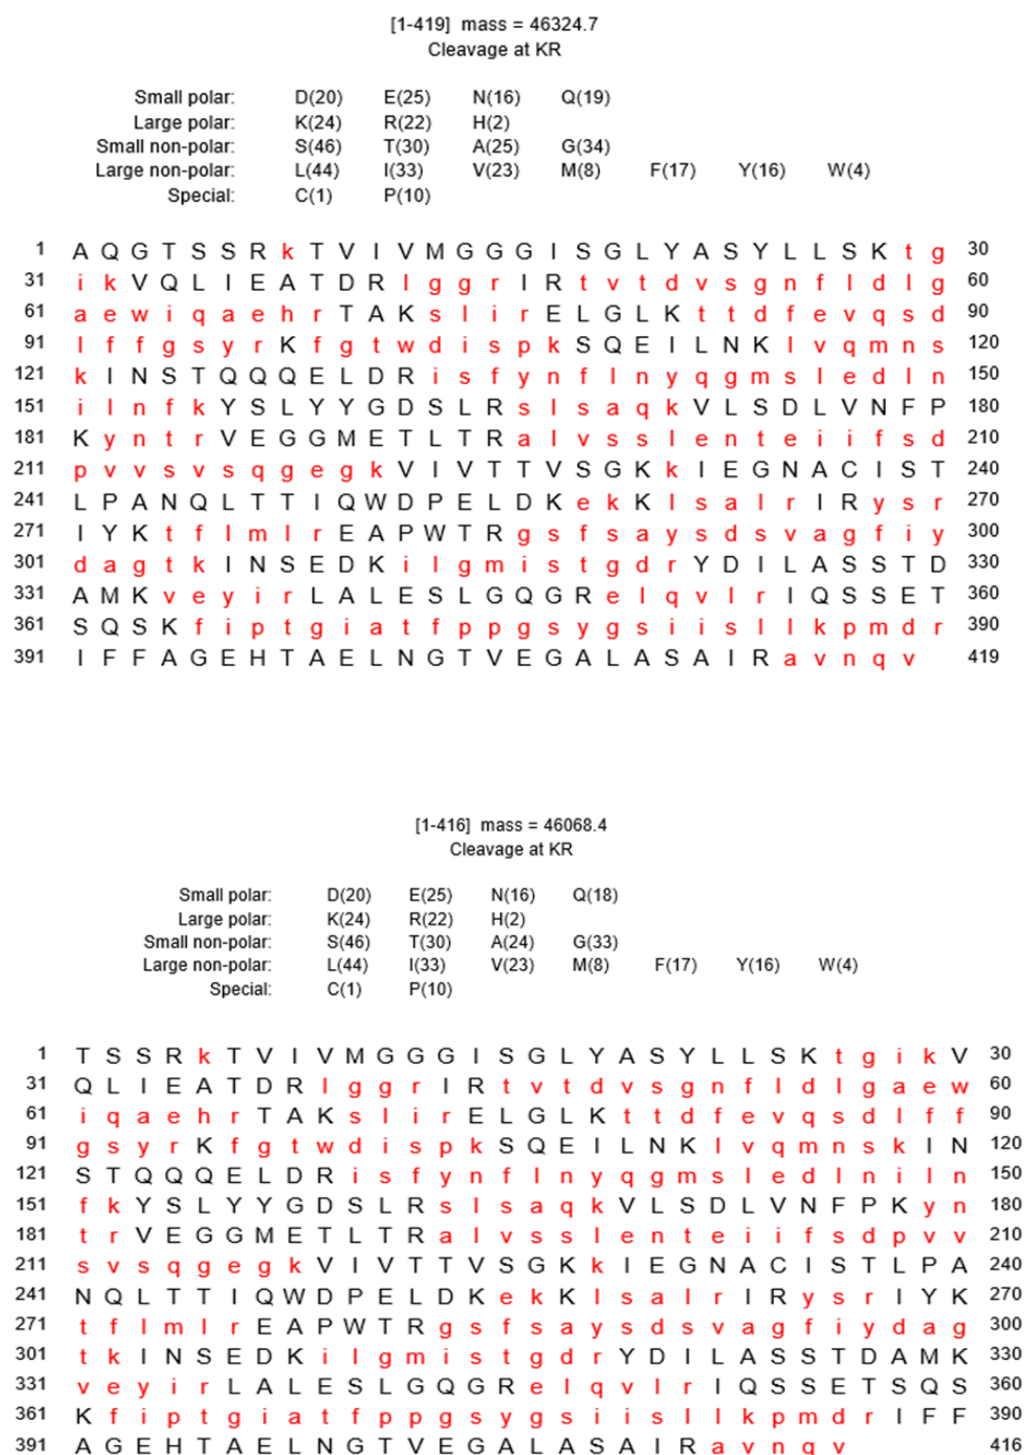 [1-419] mass = 46324.7
Cleavage at KR
Small polar: D(20) E(25) N(16) Q(19)
Large polar: K(24) R(22) H(2)
Small non-polar: S(46) T(30) A(25) G(34)
Large non-polar: L(44) I(33) V(23) M(8) F(17) Y(16) W(4)
Special: C(1) P(10)
1 A Q G T S S R k T V I V M G G G I S G L Y A S Y L L S K t g 30
31 i k V Q L I E A T D R l g g r I R t v t d v s g n f l d l g 60
61 a e w i q a e h r T A K s l i r E L G L K t t d f e v q s d 90
91 l f f g s y r K f g t w d i s p k S Q E I L N K l v q m n s 120
121 k I N S T Q Q Q E L D R i s f y n f l n y q g m s l e d l n 150
151 i l n f k Y S L Y Y G D S L R s l s a q k V L S D L V N F P 180
181 K y n t r V E G G M E T L T R a l v s s l e n t e i i f s d 210
211 p v v s v s q g e g k V I V T T V S G K k I E G N A C I S T 240
241 L P A N Q L T T I Q W D P E L D K e k K l s a l r I R y s r 270
271 I Y K t f l m l r E A P W T R g s f s a y s d s v a g f i y 300
301 d a g t k I N S E D K i l g m i s t g d r Y D I L A S S T D 330
331 A M K v e y i r L A L E S L G Q G R e l q v l r I Q S S E T 360
361 S Q S K f i p t g i a t f p p g s y g s i i s l l k p m d r 390
391 I F F A G E H T A E L N G T V E G A L A S A I R a v n q v 419
[1-416] mass = 46068.4
Cleavage at KR
Small polar: D(20) E(25) N(16) Q(18)
Large polar: K(24) R(22) H(2)
Small non-polar: S(46) T(30) A(24) G(33)
Large non-polar: L(44) I(33) V(23) M(8) F(17) Y(16) W(4)
Special: C(1) P(10)
1 T S S R k T V I V M G G G I S G L Y A S Y L L S K t g i k V 30
31 Q L I E A T D R l g g r I R t v t d v s g n f l d l g a e w 60
61 i q a e h r T A K s l i r E L G L K t t d f e v q s d l f f 90
91 g s y r K f g t w d i s p k S Q E I L N K l v q m n s k I N 120
121 S T Q Q Q E L D R i s f y n f l n y q g m s l e d l n i l n 150
151 f k Y S L Y Y G D S L R s l s a q k V L S D L V N F P K y n 180
181 t r V E G G M E T L T R a l v s s l e n t e i i f s d p v v 210
211 s v s q g e g k V I V T T V S G K k I E G N A C I S T L P A 240
241 N Q L T T I Q W D P E L D K e k K l s a l r I R y s r I Y K 270
271 t f l m l r E A P W T R g s f s a y s d s v a g f i y d a g 300
301 t k I N S E D K i l g m i s t g d r Y D I L A S S T D A M K 330
331 v e y i r L A L E S L G Q G R e l q v l r I Q S S E T S Q S 360
361 K f i p t g i a t f p p g s y g s i i s l l k p m d r I F F 390
391 A G E H T A E L N G T V E G A L A S A I R a v n q v 416